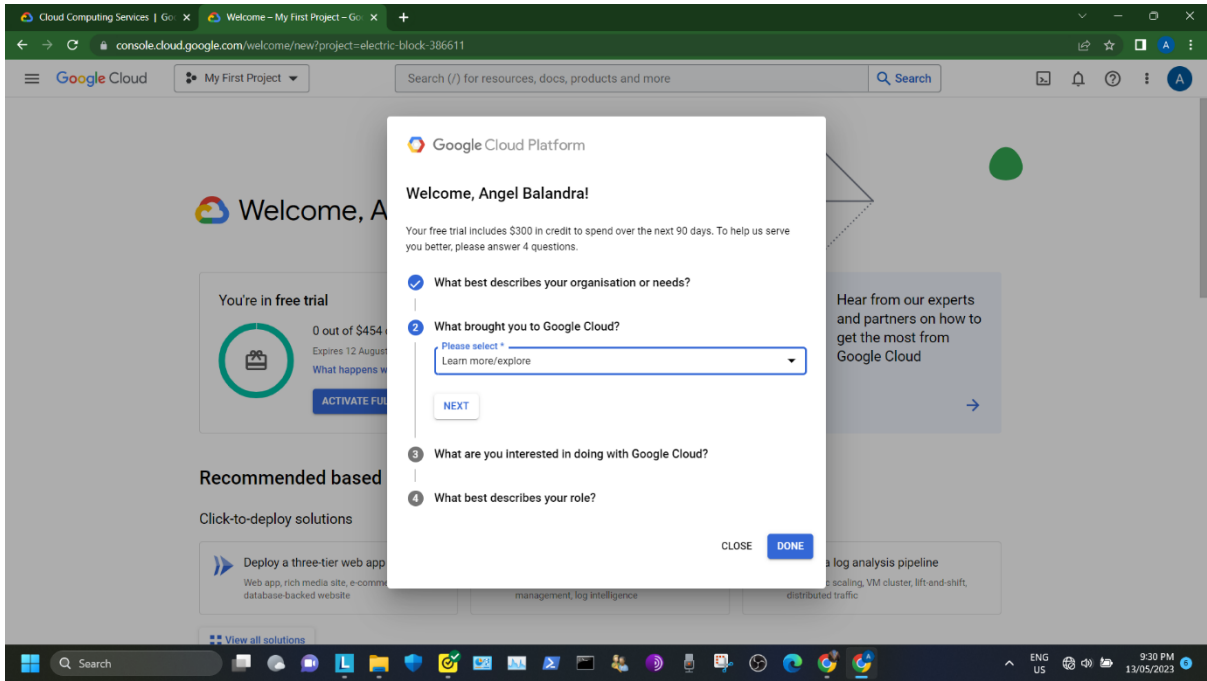 Cloud Computing Services | Go
Welcome – My First Project – Go
console.cloud.google.com/welcome/new?project=electric-block-386611
A
Google Cloud
My First Project
Search (/) for resources, docs, products and more
Search
A
Google Cloud Platform
Welcome, Angel Balandra!
Your free trial includes $300 in credit to spend over the next 90 days. To help us serve
you better, please answer 4 questions.
What best describes your organisation or needs?
2 What brought you to Google Cloud?
Please select *
Learn more/explore
NEXT
3 What are you interested in doing with Google Cloud?
4 What best describes your role?
CLOSE DONE
Welcome, A
You're in free trial
0 out of $454
Expires 12 August
What happens w
ACTIVATE FUL
Hear from our experts
and partners on how to
get the most from
Google Cloud
Recommended based
Click-to-deploy solutions
Deploy a three-tier web app
Web app, rich media site, e-comme
database-backed website
management, log intelligence
a log analysis pipeline
scaling, VM cluster, lift-and-shift,
distributed traffic
View all solutions
Search
L
ENG
US
9:30 PM
13/05/2023
6